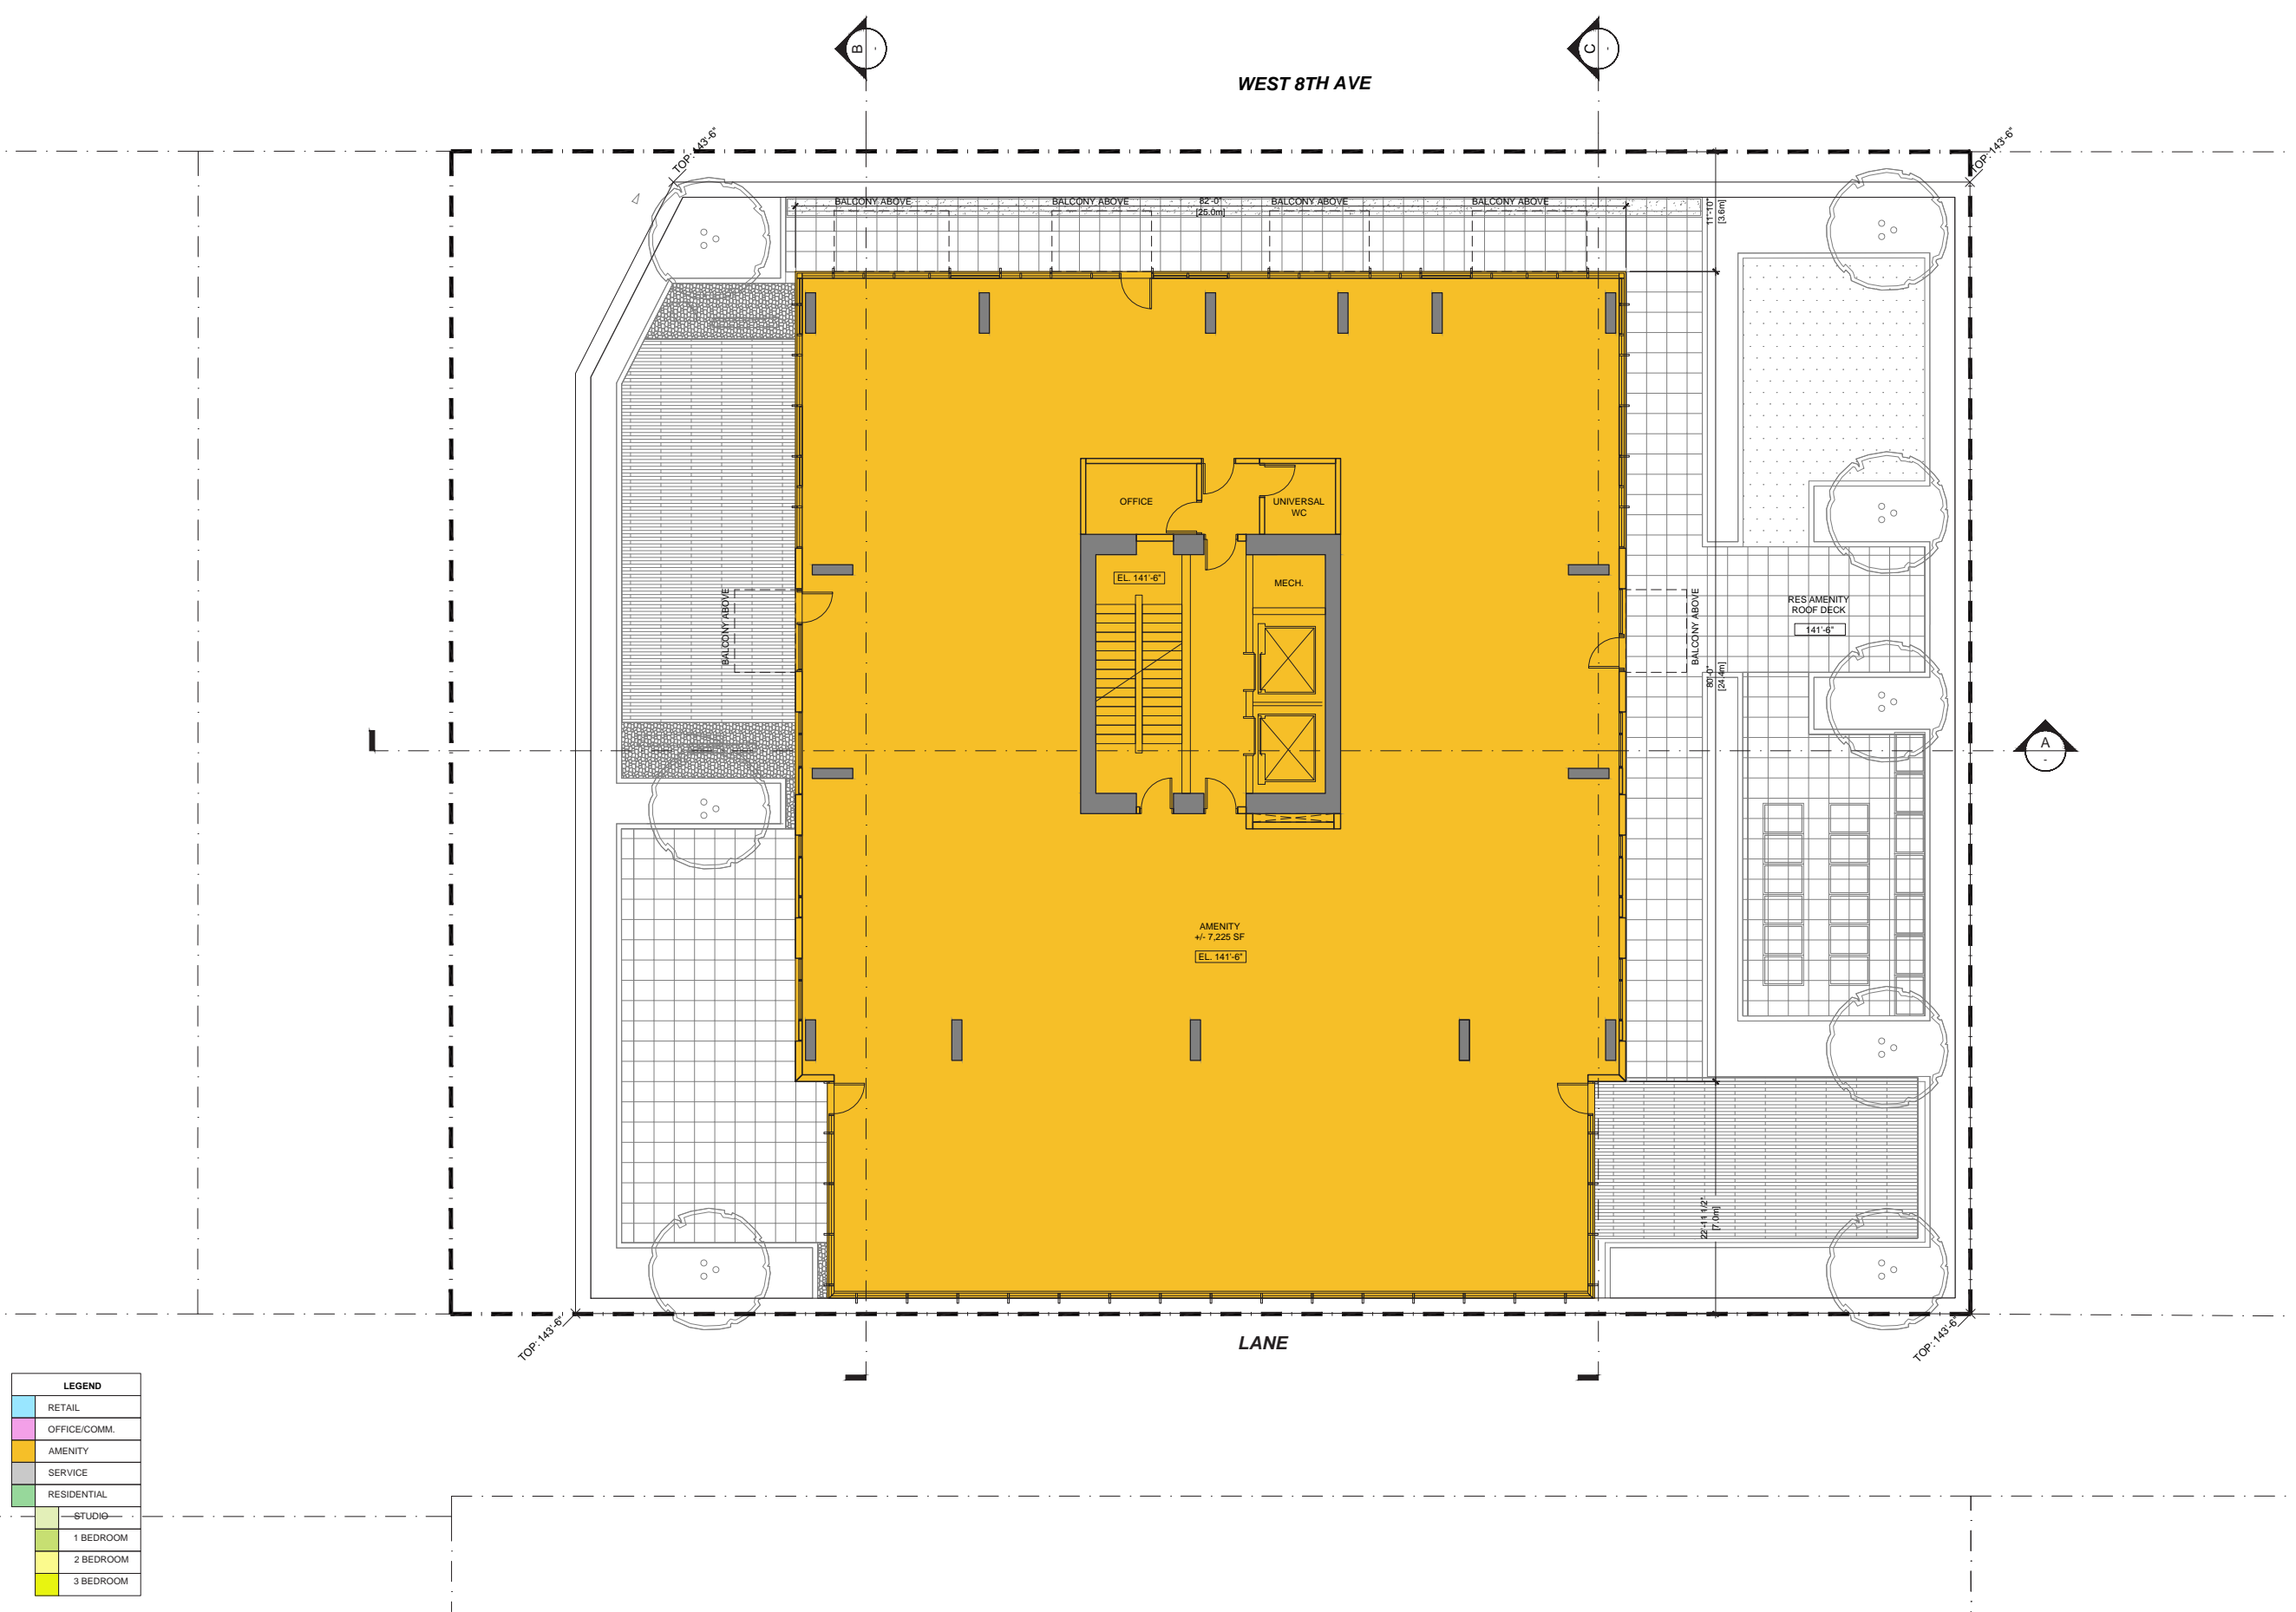 B
C
WEST 8TH AVE
TOP: 143'-6"
TOP: 143'-6"
BALCONY ABOVE
BALCONY ABOVE
82'-0"
[25.0m]
BALCONY ABOVE
BALCONY ABOVE
11'-10"
[3.6m]
OFFICE
UNIVERSAL
WC
EL. 141'-6"
MECH.
BALCONY ABOVE
BALCONY ABOVE
RES AMENITY
ROOF DECK
141'-6"
80'-0"
[24.4m]
A
AMENITY
+/- 7,225 SF
EL. 141'-6"
22'-11 1/2"
[7.0m]
TOP: 143'-6"
LANE
TOP: 143'-6"
LEGEND
RETAIL
OFFICE/COMM.
AMENITY
SERVICE
RESIDENTIAL
STUDIO
1 BEDROOM
2 BEDROOM
3 BEDROOM